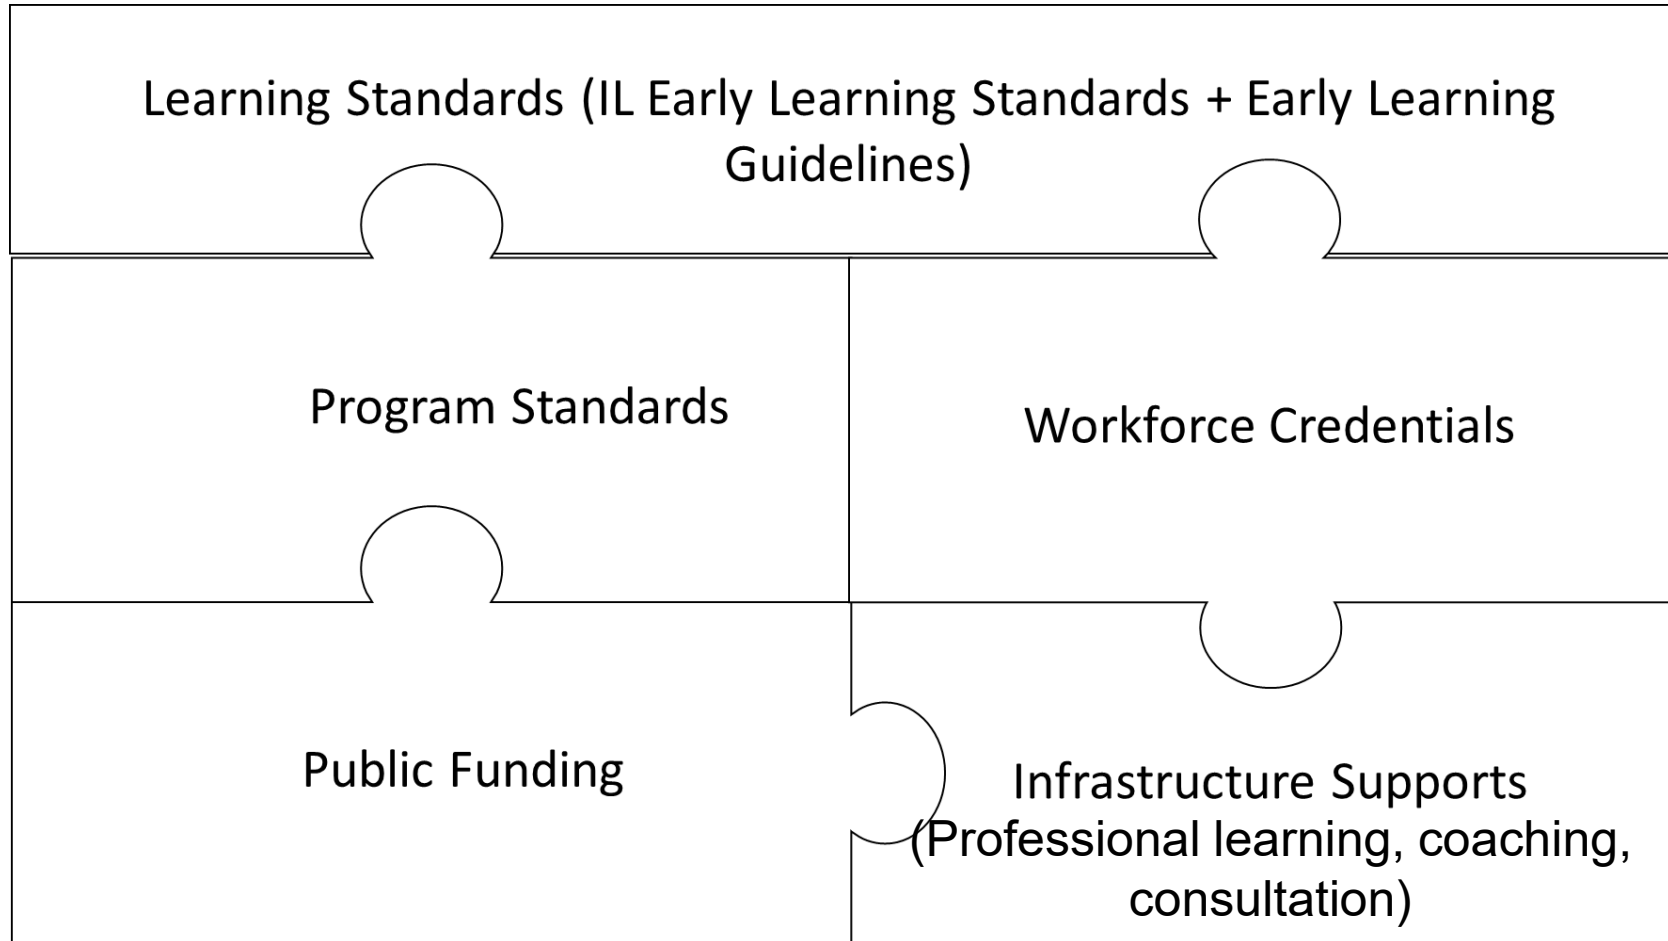 Learning Standards (IL Early Learning Standards + Early Learning
Guidelines)
Program Standards
Workforce Credentials
Public Funding
Infrastructure Supports
(Professional learning, coaching,
consultation)